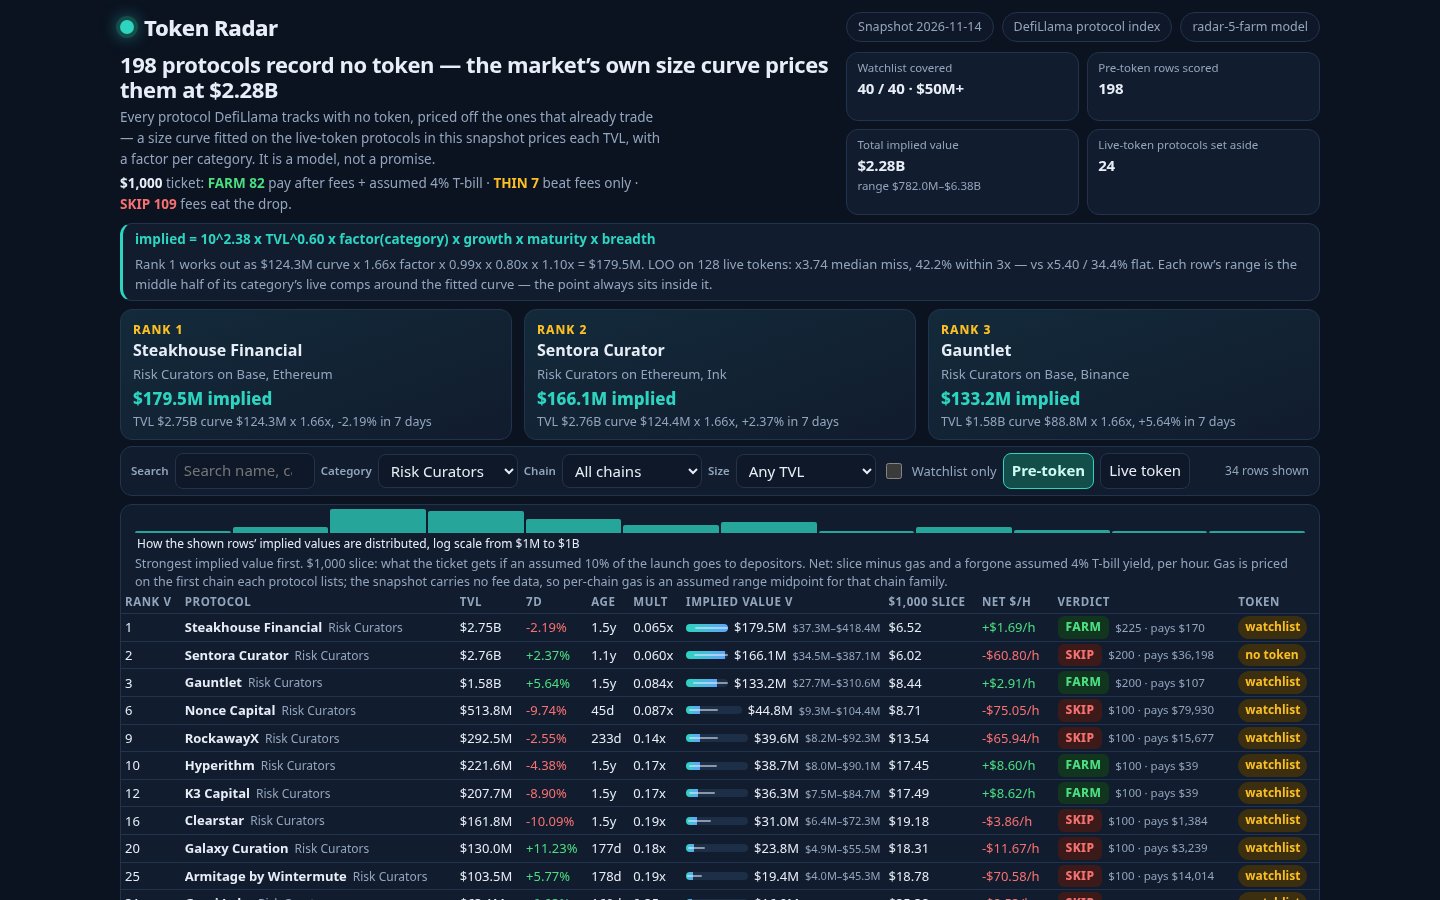 Token Radar
Snapshot 2026-11-14
DefiLlama protocol index
radar-5-farm model
198 protocols record no token — the market's own size curve prices
them at $2.28B
Every protocol DefiLlama tracks with no token, priced off the ones that already trade
— a size curve fitted on the live-token protocols in this snapshot prices each TVL, with
a factor per category. It is a model, not a promise.
$1,000 ticket: FARM 82 pay after fees + assumed 4% T-bill · THIN 7 beat fees only ·
SKIP 109 fees eat the drop.
Watchlist covered
40 / 40 · $50M+
Pre-token rows scored
198
Total implied value
$2.28B
range $782.0M–$6.38B
Live-token protocols set aside
24
implied = 10^2.38 x TVL^0.60 x factor(category) x growth x maturity x breadth
Rank 1 works out as $124.3M curve x 1.66x factor x 0.99x x 0.80x x 1.10x = $179.5M. LOO on 128 live tokens: x3.74 median miss, 42.2% within 3x — vs x5.40 / 34.4% flat. Each row's range is the
middle half of its category's live comps around the fitted curve — the point always sits inside it.
RANK 1
Steakhouse Financial
Risk Curators on Base, Ethereum
$179.5M implied
TVL $2.75B curve $124.3M x 1.66x, -2.19% in 7 days
RANK 2
Sentora Curator
Risk Curators on Ethereum, Ink
$166.1M implied
TVL $2.76B curve $124.4M x 1.66x, +2.37% in 7 days
RANK 3
Gauntlet
Risk Curators on Base, Binance
$133.2M implied
TVL $1.58B curve $88.8M x 1.66x, +5.64% in 7 days
Search Search name, c Category Risk Curators Chain All chains Size Any TVL Watchlist only Pre-token Live token 34 rows shown
How the shown rows' implied values are distributed, log scale from $1M to $1B
Strongest implied value first. $1,000 slice: what the ticket gets if an assumed 10% of the launch goes to depositors. Net: slice minus gas and a forgone assumed 4% T-bill yield, per hour. Gas is priced
on the first chain each protocol lists; the snapshot carries no fee data, so per-chain gas is an assumed range midpoint for that chain family.
RANK V PROTOCOL TVL 7D AGE MULT IMPLIED VALUE V $1,000 SLICE NET $/H VERDICT TOKEN
1 Steakhouse Financial Risk Curators $2.75B -2.19% 1.5y 0.065x $179.5M $37.3M–$418.4M $6.52 +$1.69/h FARM $225 · pays $170 watchlist
2 Sentora Curator Risk Curators $2.76B +2.37% 1.1y 0.060x $166.1M $34.5M–$387.1M $6.02 -$60.80/h SKIP $200 · pays $36,198 no token
3 Gauntlet Risk Curators $1.58B +5.64% 1.5y 0.084x $133.2M $27.7M–$310.6M $8.44 +$2.91/h FARM $200 · pays $107 watchlist
6 Nonce Capital Risk Curators $513.8M -9.74% 45d 0.087x $44.8M $9.3M–$104.4M $8.71 -$75.05/h SKIP $100 · pays $79,930 watchlist
9 RockawayX Risk Curators $292.5M -2.55% 233d 0.14x $39.6M $8.2M–$92.3M $13.54 -$65.94/h SKIP $100 · pays $15,677 watchlist
10 Hyperithm Risk Curators $221.6M -4.38% 1.5y 0.17x $38.7M $8.0M–$90.1M $17.45 +$8.60/h FARM $100 · pays $39 watchlist
12 K3 Capital Risk Curators $207.7M -8.90% 1.5y 0.17x $36.3M $7.5M–$84.7M $17.49 +$8.62/h FARM $100 · pays $39 watchlist
16 Clearstar Risk Curators $161.8M -10.09% 1.5y 0.19x $31.0M $6.4M–$72.3M $19.18 -$3.86/h SKIP $100 · pays $1,384 watchlist
20 Galaxy Curation Risk Curators $130.0M +11.23% 177d 0.18x $23.8M $4.9M–$55.5M $18.31 -$11.67/h SKIP $100 · pays $3,239 watchlist
25 Armitage by Wintermute Risk Curators $103.5M +5.77% 178d 0.19x $19.4M $4.0M–$45.3M $18.78 -$70.58/h SKIP $100 · pays $14,014 watchlist